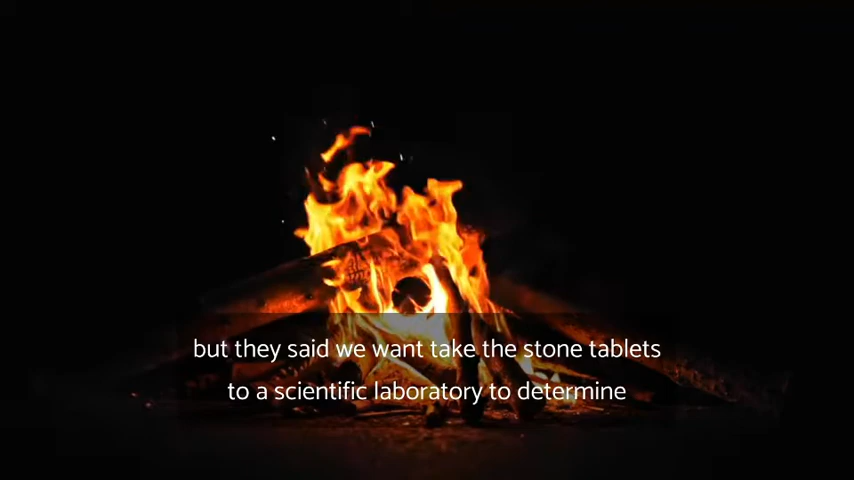 but they said we want take the stone tablets
to a scientific laboratory to determine